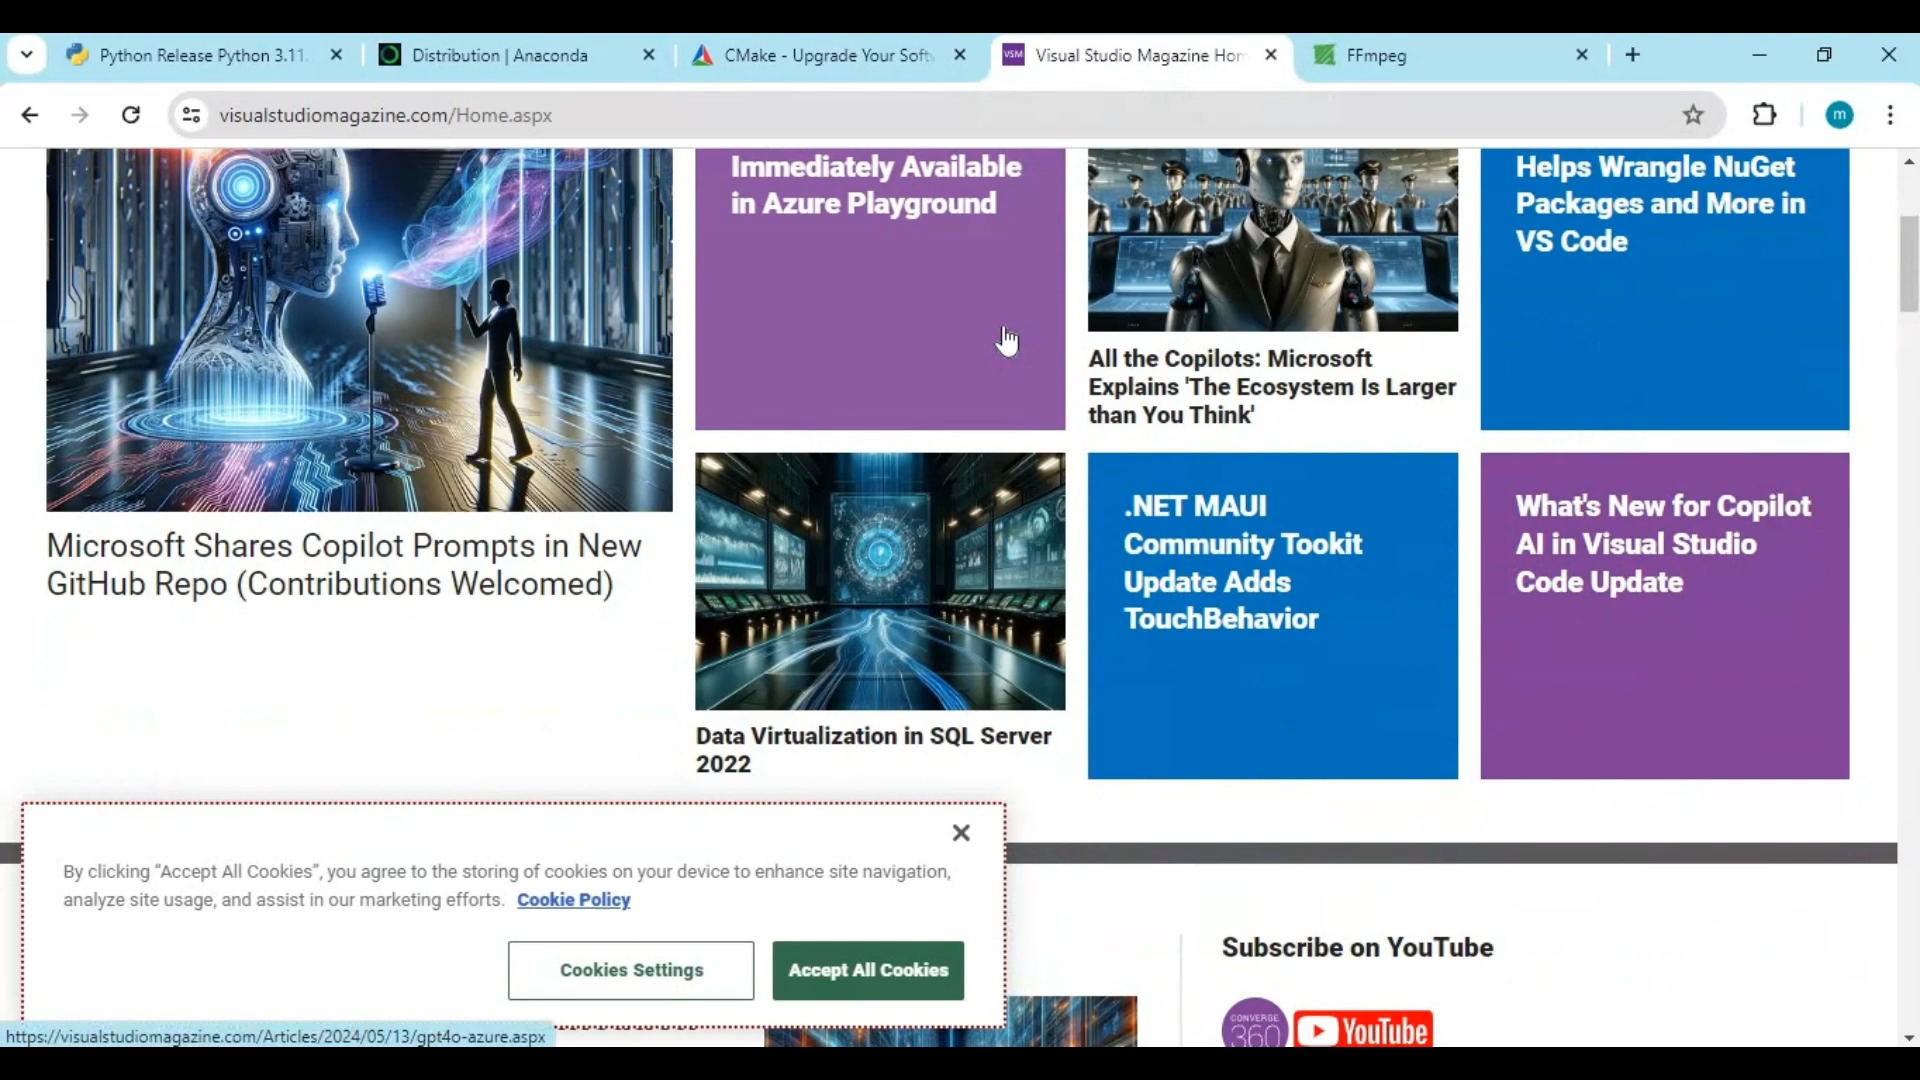 Python Release Python 3.11.
Distribution | Anaconda
CMake - Upgrade Your Softw
VSM
Visual Studio Magazine Hom
FFmpeg
visualstudiomagazine.com/Home.aspx
m
Immediately Available
in Azure Playground
Helps Wrangle NuGet
Packages and More in
VS Code
All the Copilots: Microsoft
Explains 'The Ecosystem Is Larger
than You Think'
Microsoft Shares Copilot Prompts in New
GitHub Repo (Contributions Welcomed)
Data Virtualization in SQL Server
2022
.NET MAUI
Community Tookit
Update Adds
TouchBehavior
What's New for Copilot
AI in Visual Studio
Code Update
By clicking “Accept All Cookies”, you agree to the storing of cookies on your device to enhance site navigation,
analyze site usage, and assist in our marketing efforts. Cookie Policy
Cookies Settings
Accept All Cookies
Subscribe on YouTube
CONVERGE
360
YouTube
https://visualstudiomagazine.com/Articles/2024/05/13/gpt4o-azure.aspx